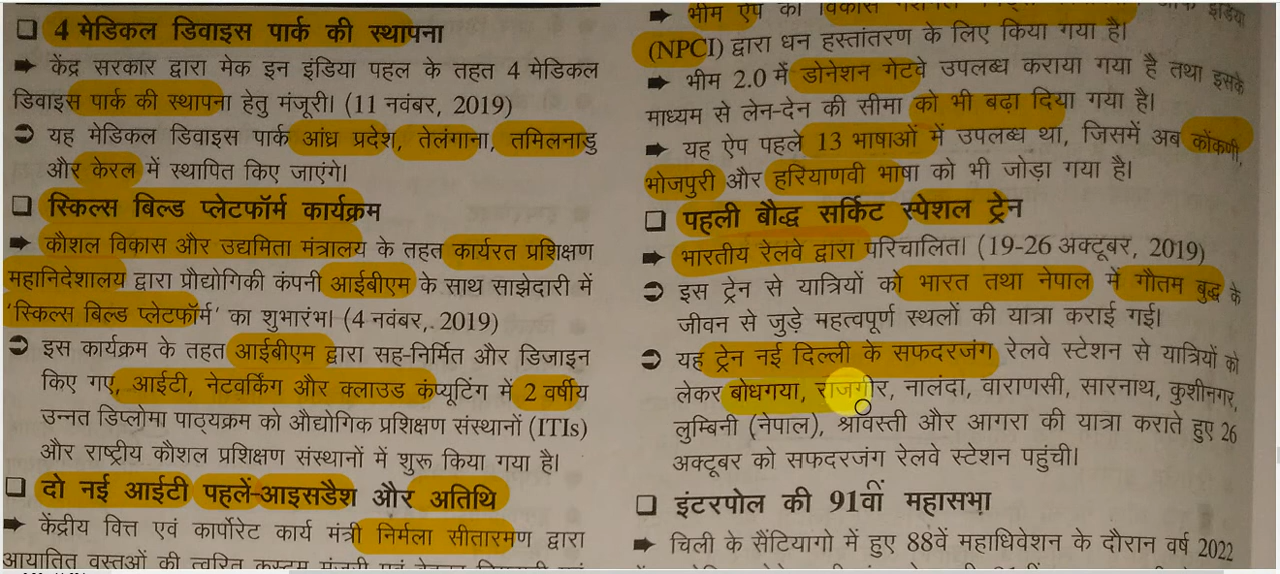 ❑ 4 मेडिकल डिवाइस पार्क की स्थापना
➡ केंद्र सरकार द्वारा मेक इन इंडिया पहल के तहत 4 मेडिकल
डिवाइस पार्क की स्थापना हेतु मंजूरी। (11 नवंबर, 2019)
➲ यह मेडिकल डिवाइस पार्क आंध्र प्रदेश, तेलंगाना, तमिलनाडु
और केरल में स्थापित किए जाएंगे।
❑ स्किल्स बिल्ड प्लेटफॉर्म कार्यक्रम
➡ कौशल विकास और उद्यमिता मंत्रालय के तहत कार्यरत प्रशिक्षण
महानिदेशालय द्वारा प्रौद्योगिकी कंपनी आईबीएम के साथ साझेदारी में
'स्किल्स बिल्ड प्लेटफॉर्म' का शुभारंभ। (4 नवंबर, 2019)
➲ इस कार्यक्रम के तहत आईबीएम द्वारा सह-निर्मित और डिजाइन
किए गए, आईटी, नेटवर्किंग और क्लाउड कंप्यूटिंग में 2 वर्षीय
उन्नत डिप्लोमा पाठ्यक्रम को औद्योगिक प्रशिक्षण संस्थानों (ITIs)
और राष्ट्रीय कौशल प्रशिक्षण संस्थानों में शुरू किया गया है।
❑ दो नई आईटी पहलें-आइसडैश और अतिथि
➡ केंद्रीय वित्त एवं कार्पोरेट कार्य मंत्री निर्मला सीतारमण द्वारा
आयातित वस्तुओं की त्वरित कस्टम मंजूरी एवं
➡ भीम ऐप का विकास इंडिया
(NPCI) द्वारा धन हस्तांतरण के लिए किया गया है।
➡ भीम 2.0 में डोनेशन गेटवे उपलब्ध कराया गया है तथा इसके
माध्यम से लेन-देन की सीमा को भी बढ़ा दिया गया है।
➡ यह ऐप पहले 13 भाषाओं में उपलब्ध था, जिसमें अब कोंकणी,
भोजपुरी और हरियाणवी भाषा को भी जोड़ा गया है।
❑ पहली बौद्ध सर्किट स्पेशल ट्रेन
➡ भारतीय रेलवे द्वारा परिचालित। (19-26 अक्टूबर, 2019)
➲ इस ट्रेन से यात्रियों को भारत तथा नेपाल में गौतम बुद्ध के
जीवन से जुड़े महत्वपूर्ण स्थलों की यात्रा कराई गई।
➲ यह ट्रेन नई दिल्ली के सफदरजंग रेलवे स्टेशन से यात्रियों को
लेकर बोधगया, राजगीर, नालंदा, वाराणसी, सारनाथ, कुशीनगर,
लुम्बिनी (नेपाल), श्रावस्ती और आगरा की यात्रा कराते हुए 26
अक्टूबर को सफदरजंग रेलवे स्टेशन पहुंची।
❑ इंटरपोल की 91वीं महासभा
➡ चिली के सैंटियागो में हुए 88वें महाधिवेशन के दौरान वर्ष 2022